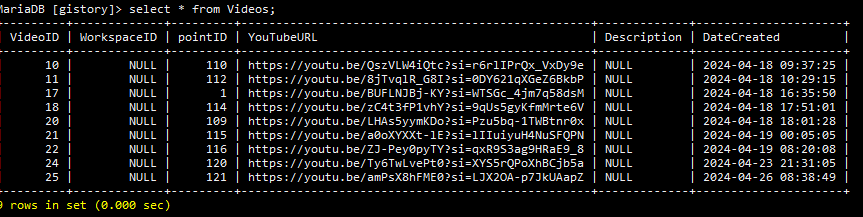 MariaDB [gistory]> select * from Videos;
VideoID | WorkspaceID | pointID | YouTubeURL | Description | DateCreated
10 | NULL | 110 | https://youtu.be/QszVLW4iQtc?si=r6rlIPrQx_VxDy9e | NULL | 2024-04-18 09:37:25
11 | NULL | 112 | https://youtu.be/8jTvqlR_G8I?si=0DY621qXGeZ6BkbP | NULL | 2024-04-18 10:29:15
17 | NULL | 1 | https://youtu.be/BUFLNJBj-KY?si=WTSGc_4jm7q58dsM | NULL | 2024-04-18 16:35:50
18 | NULL | 114 | https://youtu.be/zC4t3fP1vhY?si=9qUs5gyKfmMrte6V | NULL | 2024-04-18 17:51:01
20 | NULL | 109 | https://youtu.be/LHAs5yymKDo?si=Pzu5bq-1TWBtnr0x | NULL | 2024-04-18 18:01:28
21 | NULL | 115 | https://youtu.be/a0oXYXXt-lE?si=lIIuiyuH4NuSFQPN | NULL | 2024-04-19 00:05:05
22 | NULL | 116 | https://youtu.be/ZJ-Pey0pyTY?si=qxR9S3ag9HRaE9_8 | NULL | 2024-04-19 08:20:08
24 | NULL | 120 | https://youtu.be/Ty6TwLvePt0?si=XYS5rQPoXhBCjb5a | NULL | 2024-04-23 21:31:05
25 | NULL | 121 | https://youtu.be/amPsX8hFME0?si=LJX2OA-p7JkUAapZ | NULL | 2024-04-26 08:38:49
9 rows in set (0.000 sec)